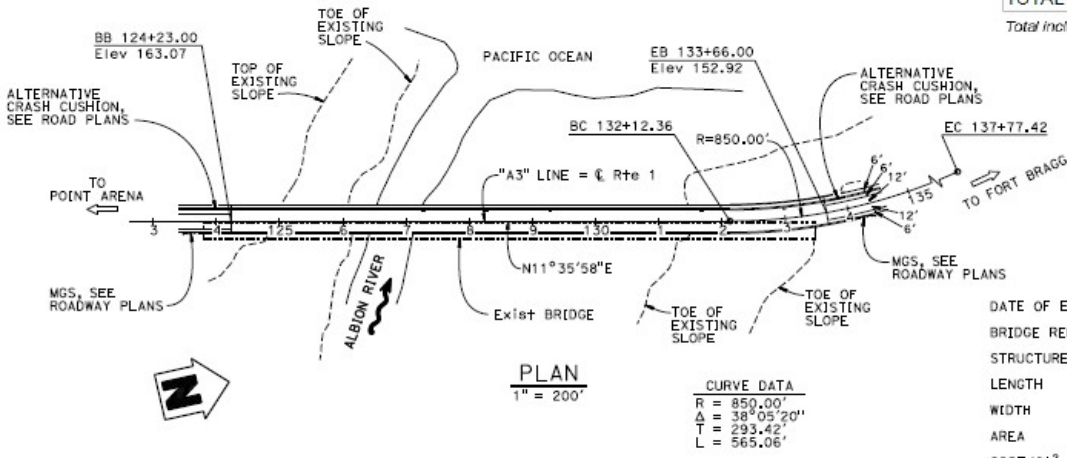 TOTAL
Total incl
BB 124+23.00
Elev 163.07
TOE OF
EXISTING
SLOPE
TOP OF
EXISTING
SLOPE
PACIFIC OCEAN
EB 133+66.00
Elev 152.92
ALTERNATIVE
CRASH CUSHION,
SEE ROAD PLANS
ALTERNATIVE
CRASH CUSHION,
SEE ROAD PLANS
BC 132+12.36
R=850.00'
EC 137+77.42
"A3" LINE = ℄ Rte 1
6'
6'
12'
12'
6'
TO
POINT ARENA
TO FORT BRAGG
3 4 125 6 7 8 9 130 1 2 3 4 135
N11°35'58"E
MGS, SEE
ROADWAY PLANS
MGS, SEE
ROADWAY PLANS
ALBION RIVER
Exist BRIDGE
TOE OF
EXISTING
SLOPE
TOE OF
EXISTING
SLOPE
N
PLAN
1" = 200'
CURVE DATA
R = 850.00'
Δ = 38°05'20"
T = 293.42'
L = 565.06'
DATE OF E
BRIDGE RE
STRUCTURE
LENGTH
WIDTH
AREA